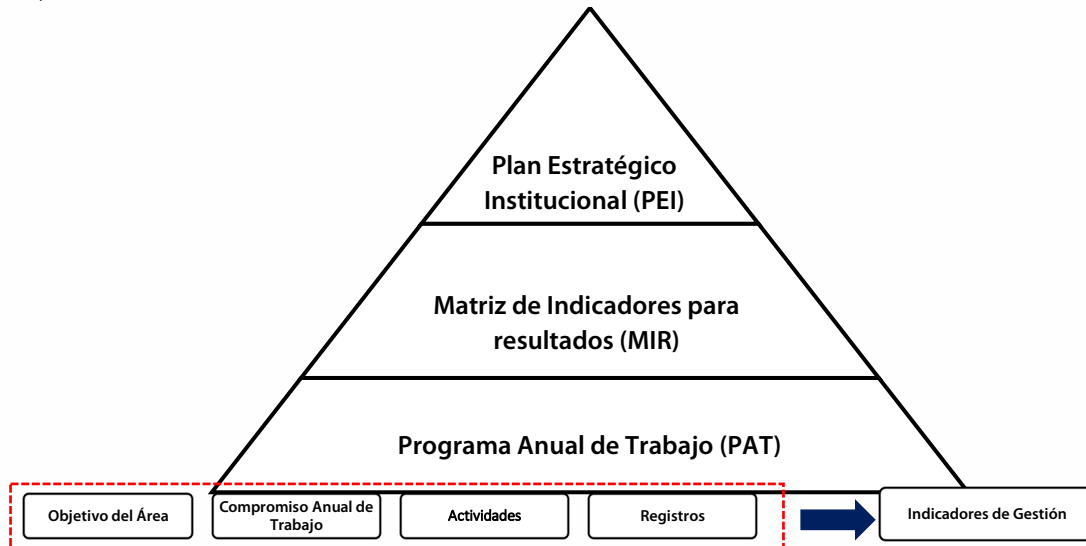 Plan Estratégico
Institucional (PEI)
Matriz de Indicadores para
resultados (MIR)
Programa Anual de Trabajo (PAT)
Objetivo del Área
Compromiso Anual de
Trabajo
Actividades
Registros
Indicadores de Gestión